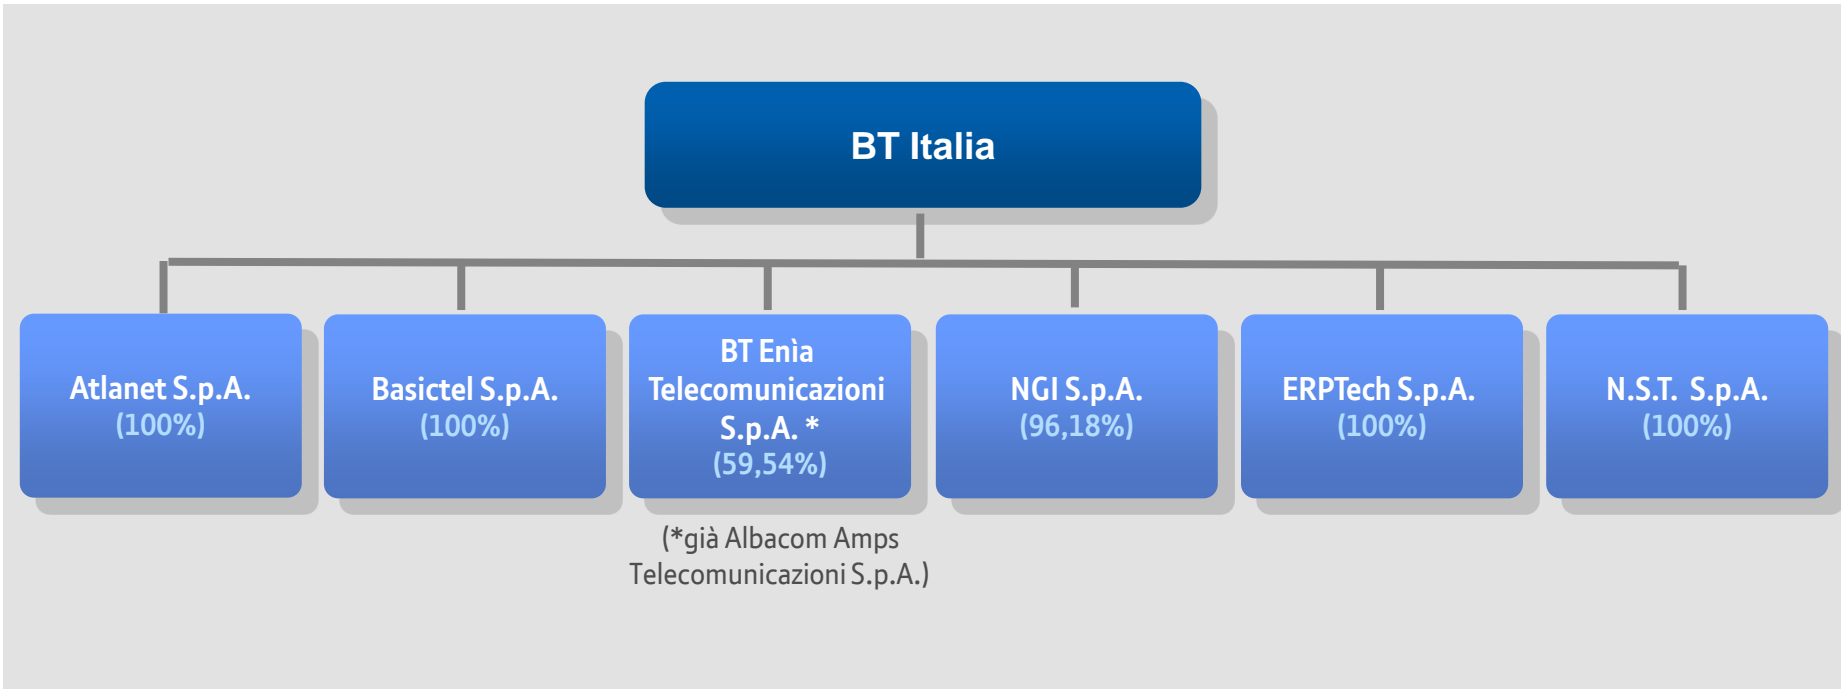 BT Italia
Atlanet S.p.A.
(100%)
Basictel S.p.A.
(100%)
BT Enìa
Telecomunicazioni
S.p.A. *
(59,54%)
(*già Albacom Amps
Telecomunicazioni S.p.A.)
NGI S.p.A.
(96,18%)
ERPTech S.p.A.
(100%)
N.S.T. S.p.A.
(100%)